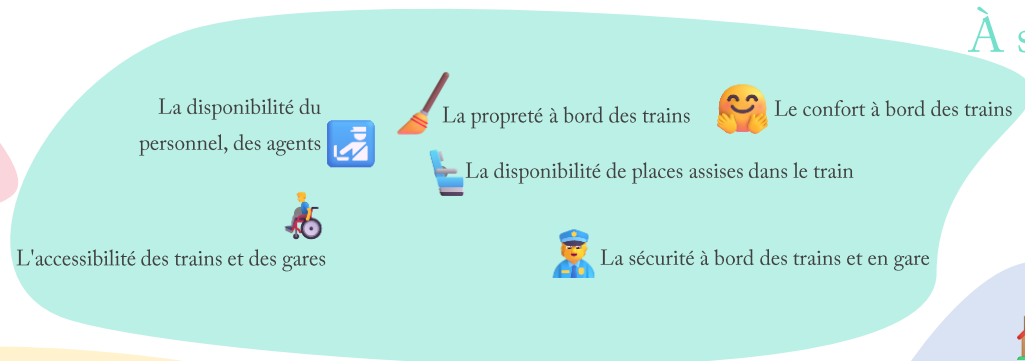 À
La disponibilité du
personnel, des agents
La propreté à bord des trains
Le confort à bord des trains
La disponibilité de places assises dans le train
L'accessibilité des trains et des gares
La sécurité à bord des trains et en gare